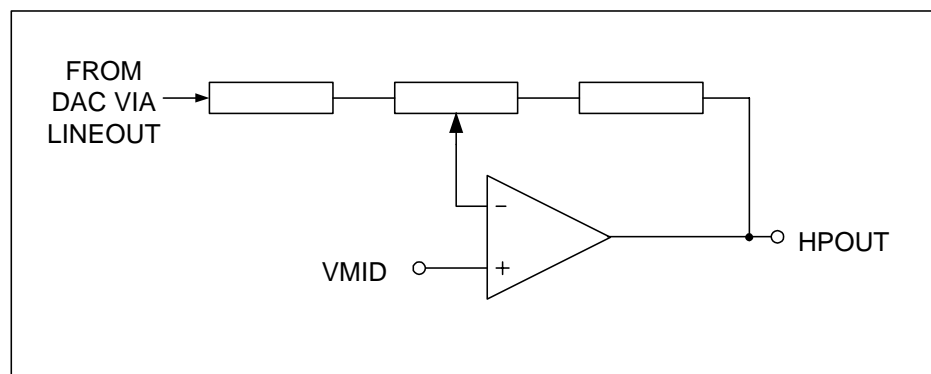 FROM
DAC VIA
LINEOUT
−
+
VMID
HPOUT